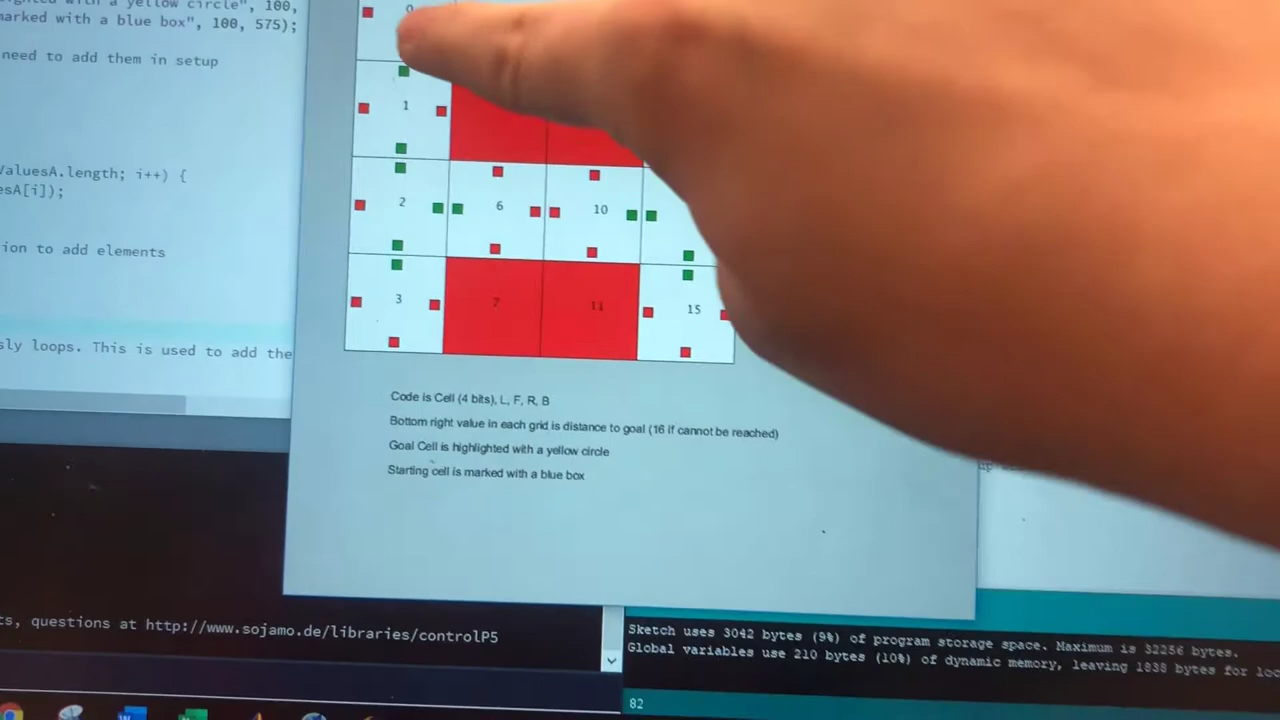 with a yellow circle", 100,
marked with a blue box", 100, 575);
need to add them in setup
ValuesA.length; i++) {
esA[i]);
ion to add elements
sly loops. This is used to add the
0
1
2
6
10
3
7
11
15
Code is Cell (4 bits), L, F, R, B
Bottom right value in each grid is distance to goal (16 if cannot be reached)
Goal Cell is highlighted with a yellow circle
Starting cell is marked with a blue box
ts, questions at http://www.sojamo.de/libraries/controlP5
Sketch uses 3042 bytes (9%) of program storage space. Maximum is 32256 bytes.
Global variables use 210 bytes (10%) of dynamic memory, leaving 1838 bytes for loc
82